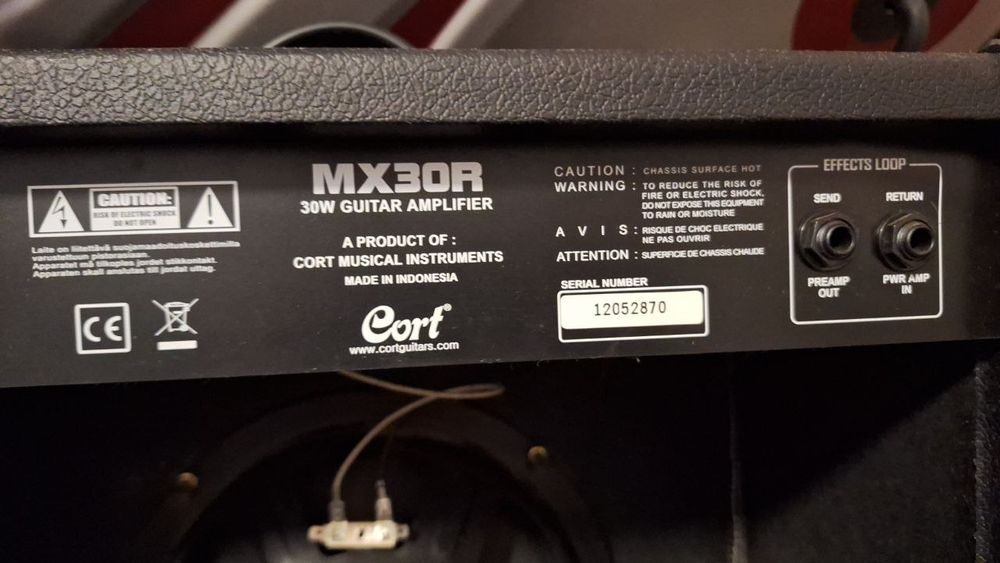 CAUTION:
RISK OF ELECTRIC SHOCK
DO NOT OPEN
Laite on liitettävä suojamaadoituskoskettimilla
varustettuun pistorasiaan.
Apparatet må tilkoples jordet stikkontakt.
Apparaten skall anslutas till jordat uttag.
CE
MX30R
30W GUITAR AMPLIFIER
A PRODUCT OF :
CORT MUSICAL INSTRUMENTS
MADE IN INDONESIA
Cort®
www.cortguitars.com
CAUTION : CHASSIS SURFACE HOT
WARNING : TO REDUCE THE RISK OF
FIRE OR ELECTRIC SHOCK,
DO NOT EXPOSE THIS EQUIPMENT
TO RAIN OR MOISTURE
A V I S : RISQUE DE CHOC ELECTRIQUE
NE PAS OUVRIR
ATTENTION : SUPERFICIE DE CHASSIS CHAUDE
SERIAL NUMBER
12052870
EFFECTS LOOP
SEND RETURN
PREAMP OUT
PWR AMP IN